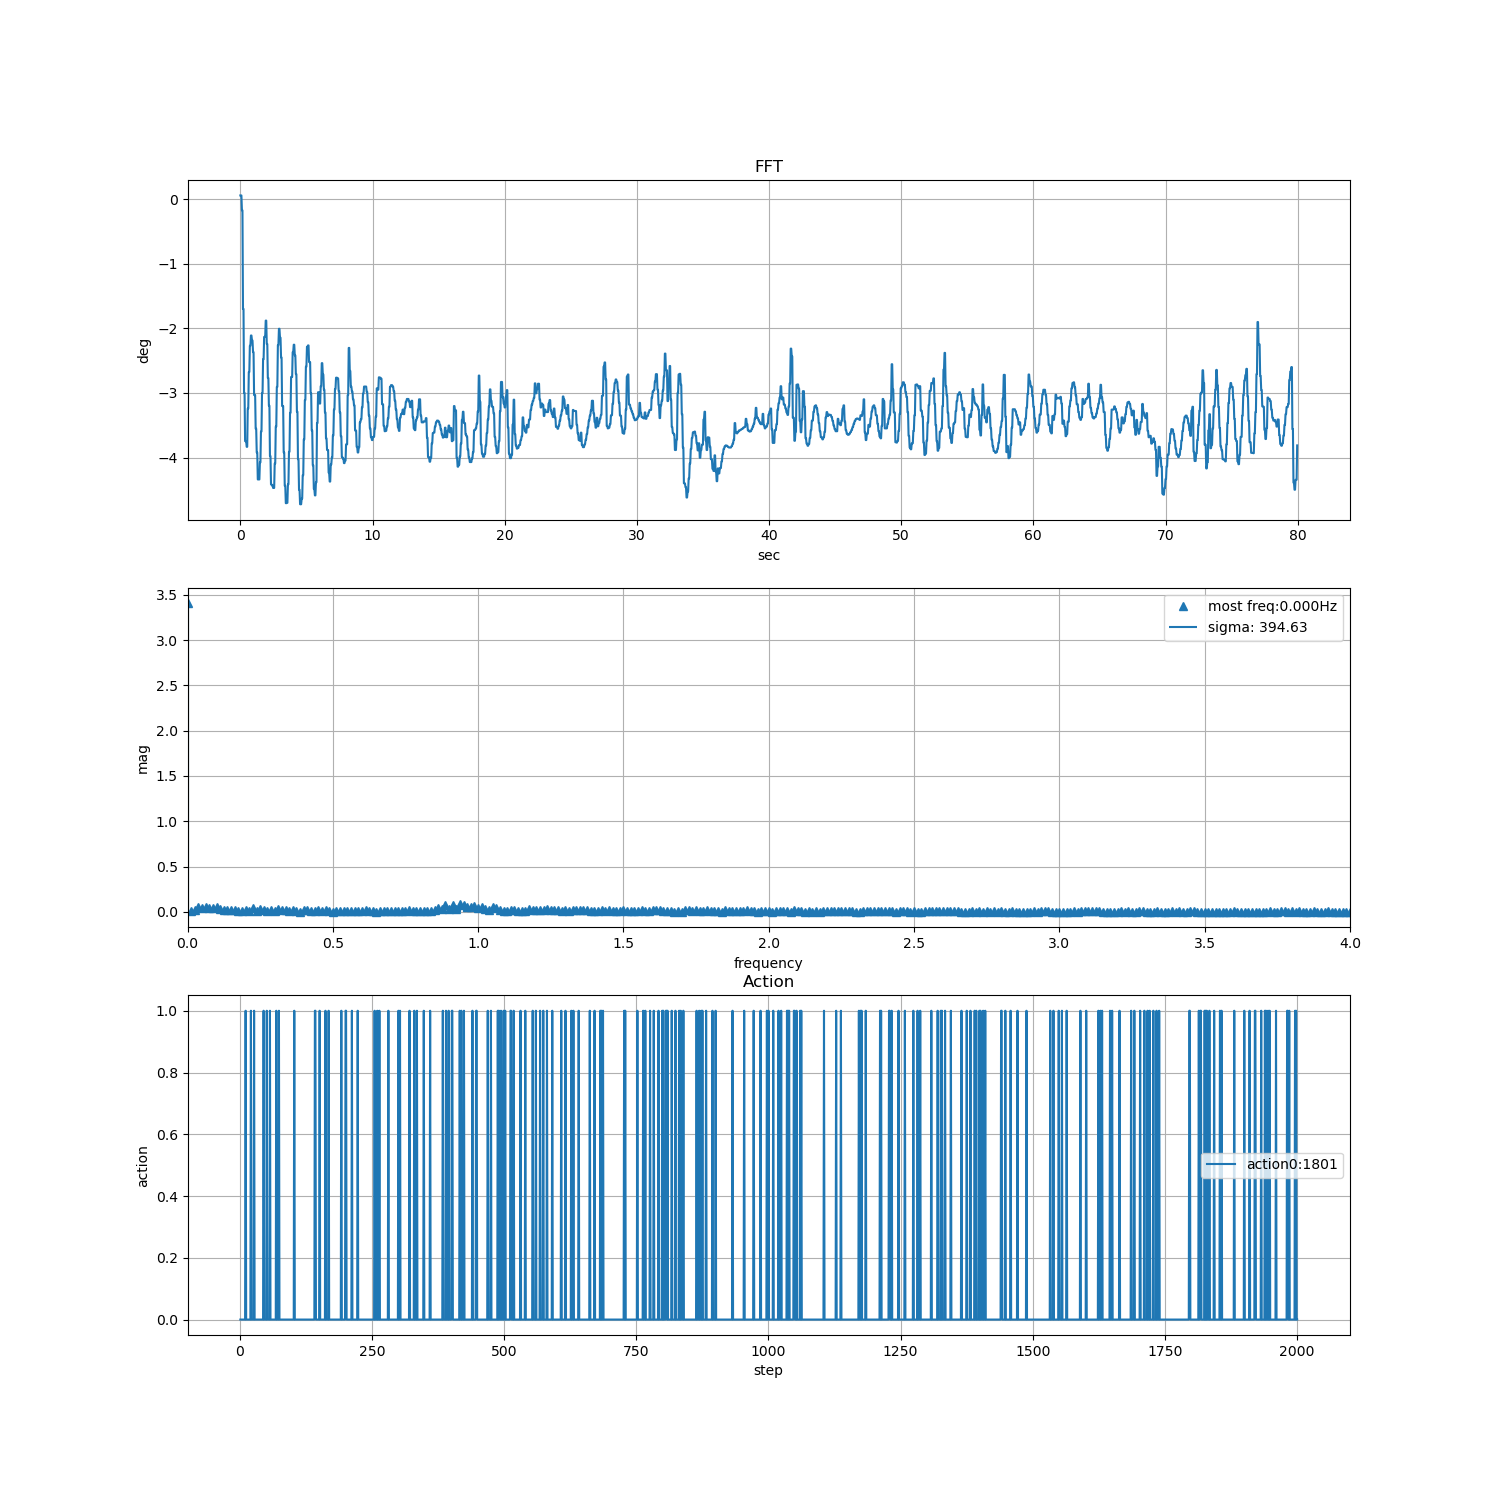 FFT
0
−1
−2
−3
−4
deg
0 10 20 30 40 50 60 70 80
sec
3.5
3.0
2.5
2.0
1.5
1.0
0.5
0.0
mag
most freq:0.000Hz
sigma: 394.63
0.0 0.5 1.0 1.5 2.0 2.5 3.0 3.5 4.0
frequency
Action
1.0
0.8
0.6
0.4
0.2
0.0
action
action0:1801
0 250 500 750 1000 1250 1500 1750 2000
step